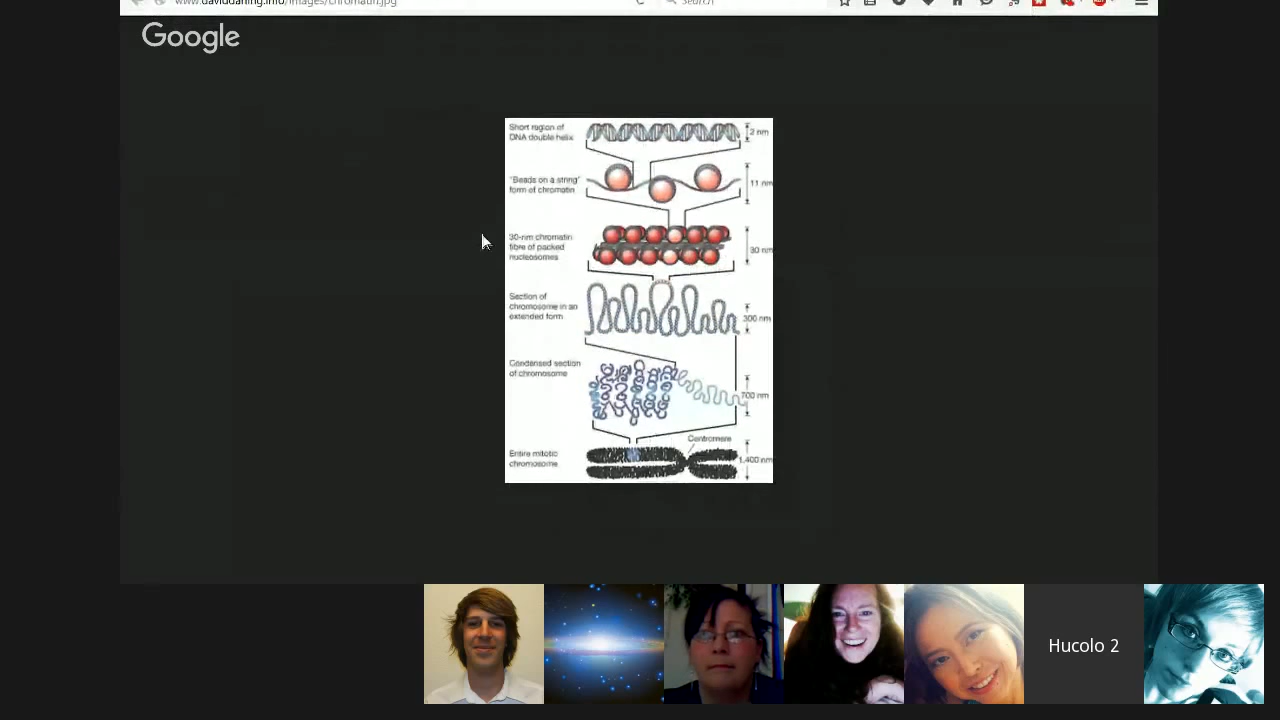 www.daviddarling.info/images/chromatin.jpg
Search
Google
Short region of
DNA double helix
2 nm
"Beads on a string"
form of chromatin
11 nm
30-nm chromatin
fibre of packed
nucleosomes
30 nm
Section of
chromosome in an
extended form
300 nm
Condensed section
of chromosome
700 nm
Centromere
Entire mitotic
chromosome
1,400 nm
Hucolo 2